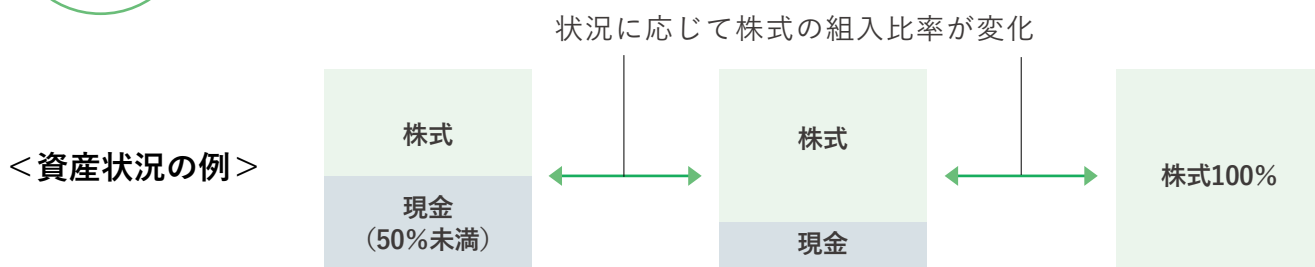 状況に応じて株式の組入比率が変化
＜資産状況の例＞
株式
現金
（50％未満）
株式
現金
株式100%